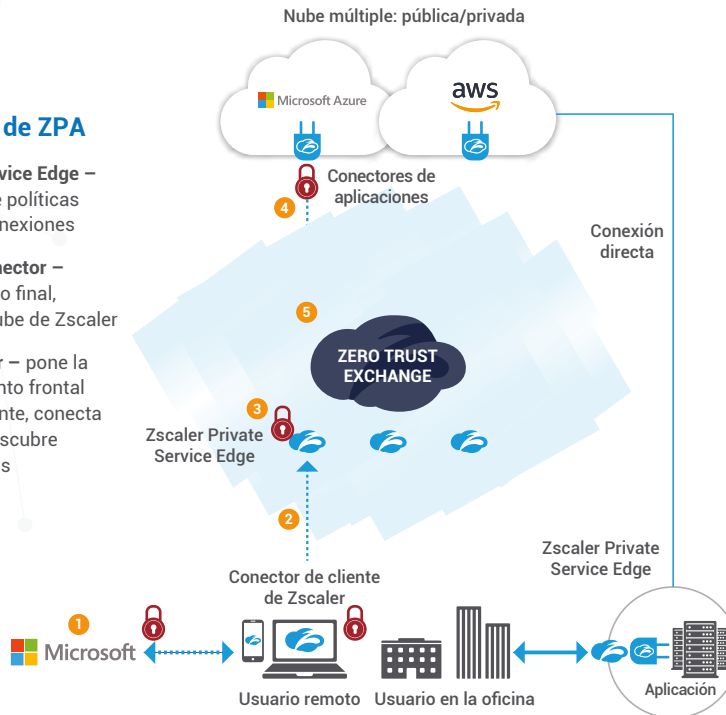 Nube múltiple: pública/privada
Microsoft Azure
aws
de ZPA
vice Edge –
e políticas
nexiones
nector –
o final,
ube de Zscaler
r – pone la
nto frontal
nte, conecta
scubre
s
Conectores de
aplicaciones
4
Conexión
directa
5
ZERO TRUST
EXCHANGE
3
Zscaler Private
Service Edge
2
Zscaler Private
Service Edge
Conector de cliente
de Zscaler
1
Microsoft
Usuario remoto
Usuario en la oficina
Aplicación